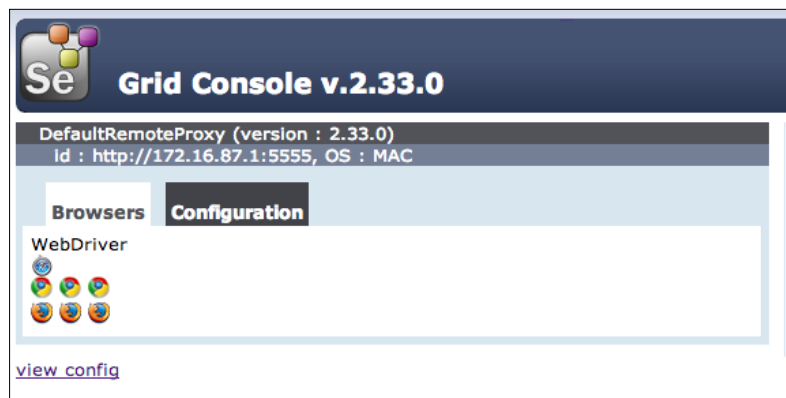 Se
Grid Console v.2.33.0
DefaultRemoteProxy (version : 2.33.0)
id : http://172.16.87.1:5555, OS : MAC
Browsers Configuration
WebDriver
view config